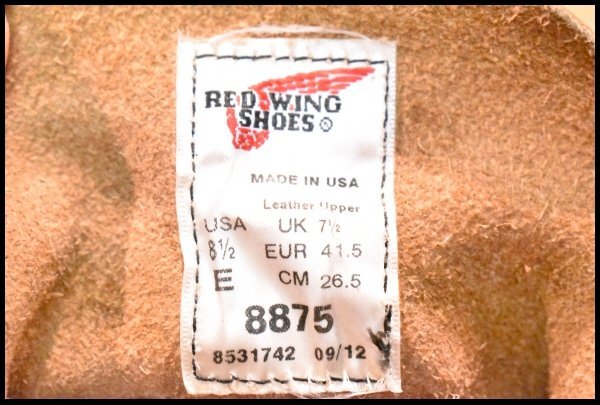 RED WING
SHOES®
MADE IN USA
Leather Upper
USA UK 7½
8½ EUR 41.5
E CM 26.5
8875
8531742 09/12